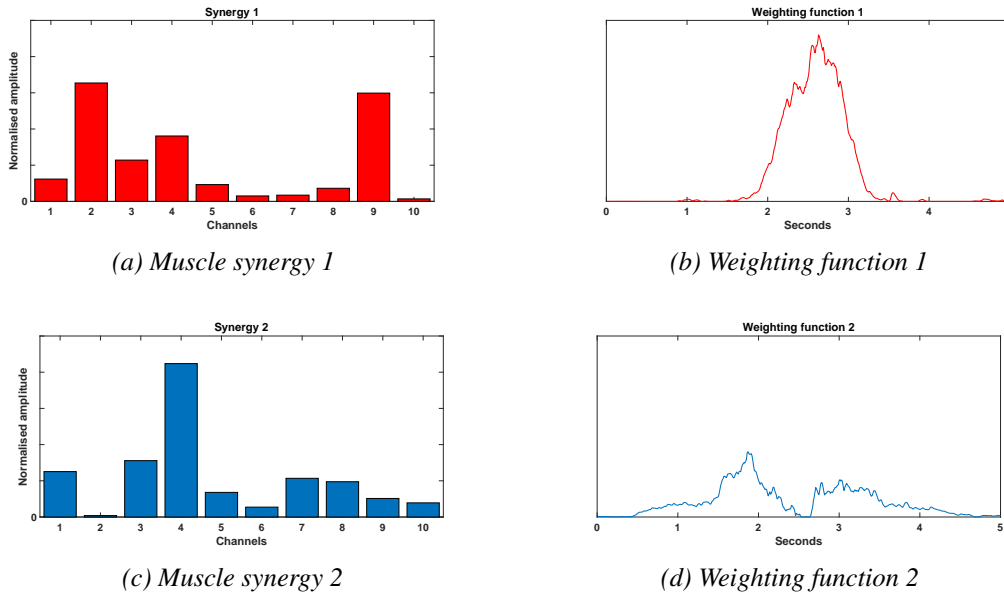 Synergy 1
Normalised amplitude
0
1 2 3 4 5 6 7 8 9 10
Channels
(a) Muscle synergy 1
Weighting function 1
0 1 2 3 4
Seconds
(b) Weighting function 1
Synergy 2
Normalised amplitude
0
1 2 3 4 5 6 7 8 9 10
Channels
(c) Muscle synergy 2
Weighting function 2
0 1 2 3 4 5
Seconds
(d) Weighting function 2